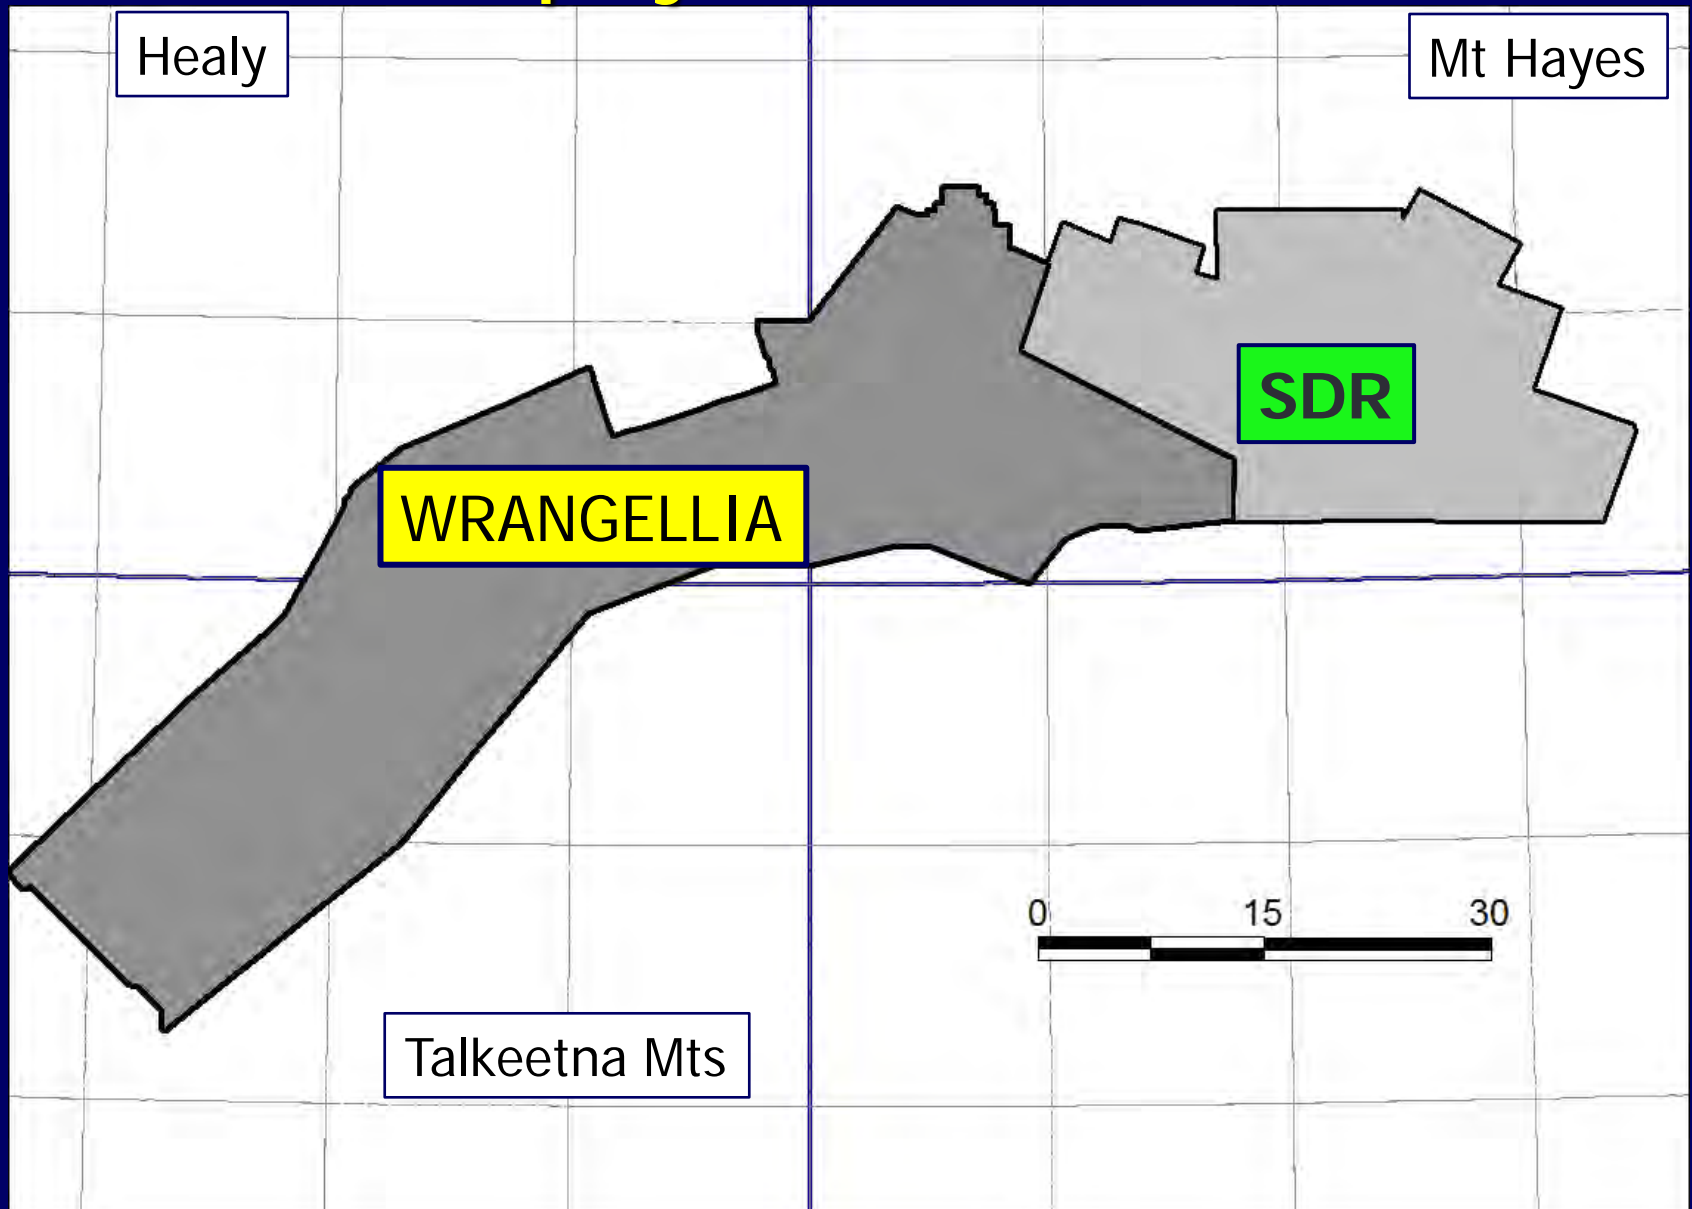 Healy
Mt Hayes
SDR
WRANGELLIA
0 15 30
Talkeetna Mts